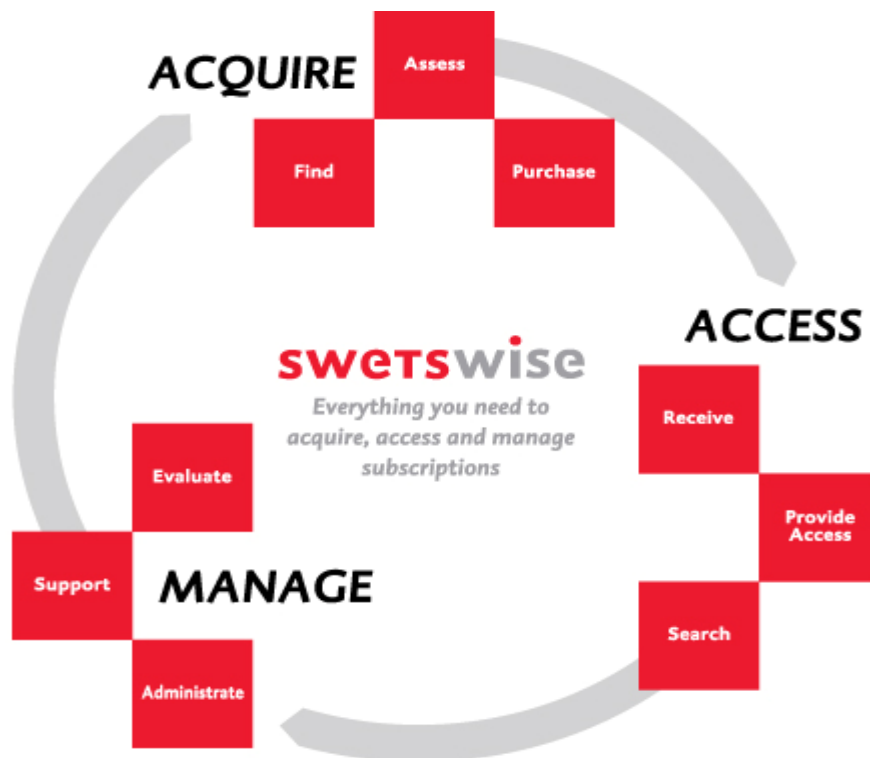 ACQUIRE
Assess
Find
Purchase
ACCESS
Receive
Provide
Access
Search
swetswise
Everything you need to
acquire, access and manage
subscriptions
Evaluate
Support
MANAGE
Administrate